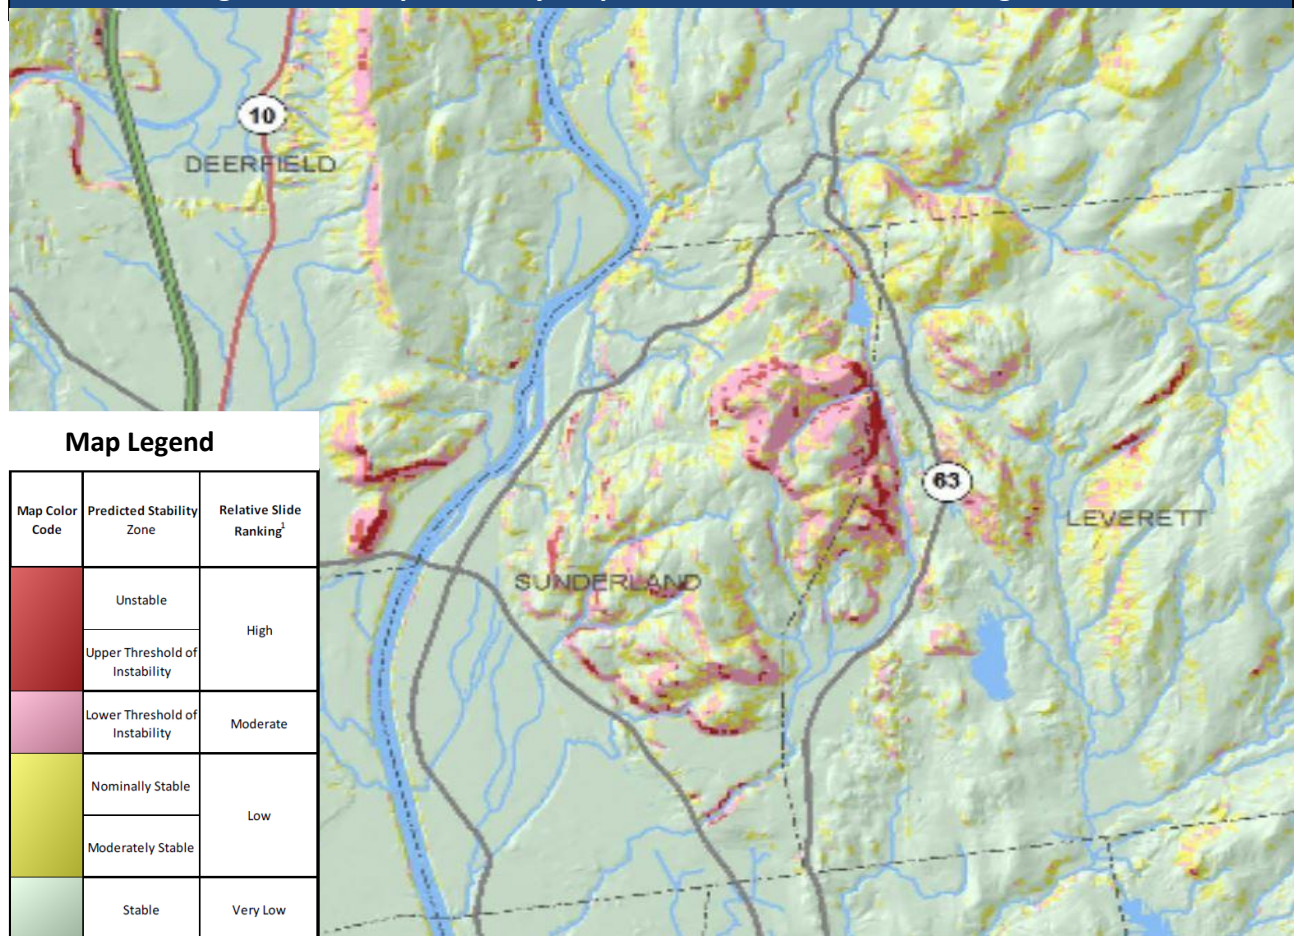 10
DEERFIELD
63
LEVERETT
SUNDERLAND
Map Legend
Map Color Code
Predicted Stability Zone
Relative Slide Ranking1
Unstable
High
Upper Threshold of Instability
Lower Threshold of Instability
Moderate
Nominally Stable
Low
Moderately Stable
Stable
Very Low